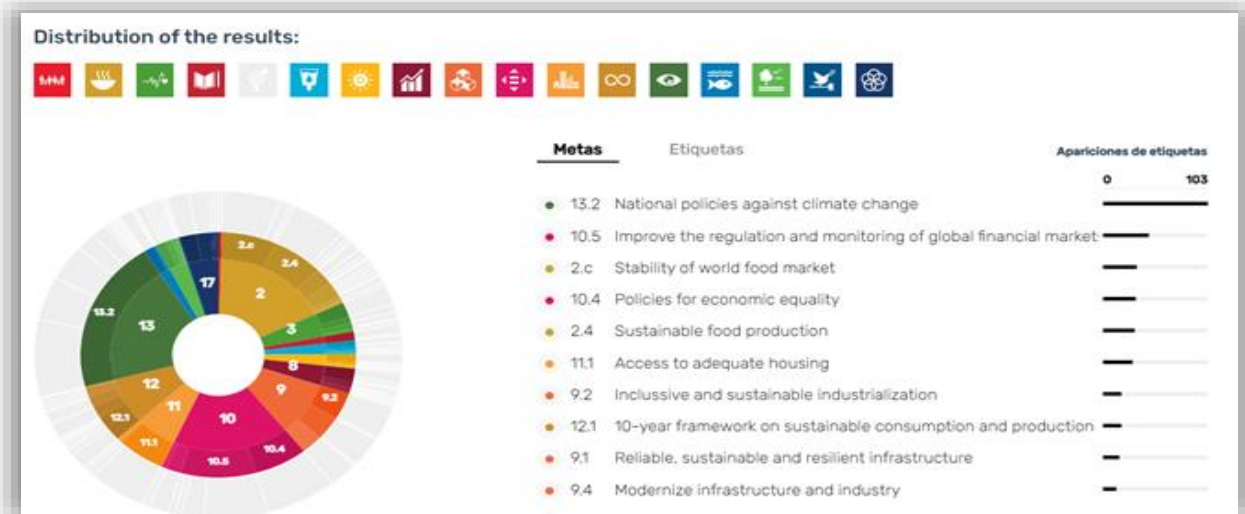 Distribution of the results:
Metas
Etiquetas
Apariciones de etiquetas
0 103
13.2 National policies against climate change
10.5 Improve the regulation and monitoring of global financial market
2.c Stability of world food market
10.4 Policies for economic equality
2.4 Sustainable food production
11.1 Access to adequate housing
9.2 Inclussive and sustainable industrialization
12.1 10-year framework on sustainable consumption and production
9.1 Reliable, sustainable and resilient infrastructure
9.4 Modernize infrastructure and industry
2.c
2.4
17
2
13.2
13
3
8
12
9
9.2
11
12.1
10
11.1
10.4
10.5